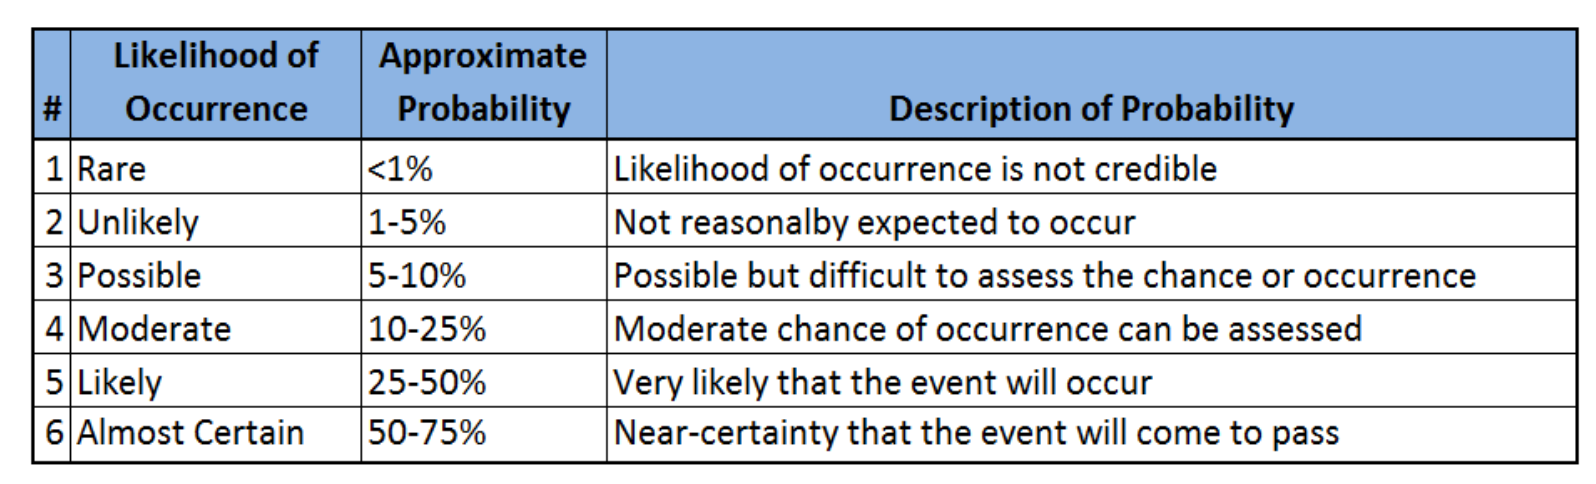 # Likelihood of Occurrence Approximate Probability Description of Probability
1 Rare <1% Likelihood of occurrence is not credible
2 Unlikely 1-5% Not reasonalby expected to occur
3 Possible 5-10% Possible but difficult to assess the chance or occurrence
4 Moderate 10-25% Moderate chance of occurrence can be assessed
5 Likely 25-50% Very likely that the event will occur
6 Almost Certain 50-75% Near-certainty that the event will come to pass